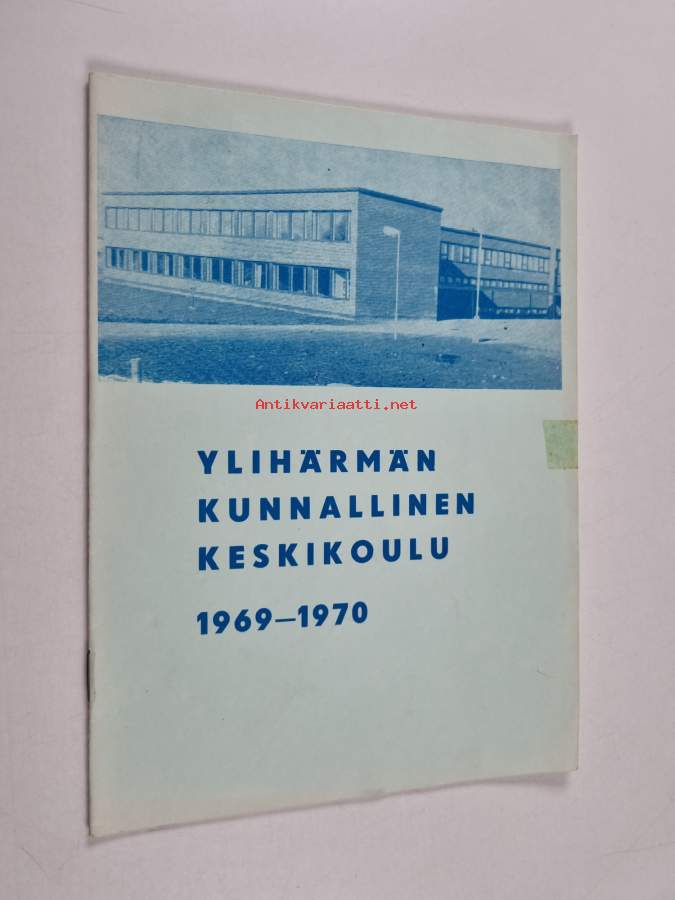 Antikvariaatti.net
YLIHÄRMÄN
KUNNALLINEN
KESKIKOULU
1969—1970